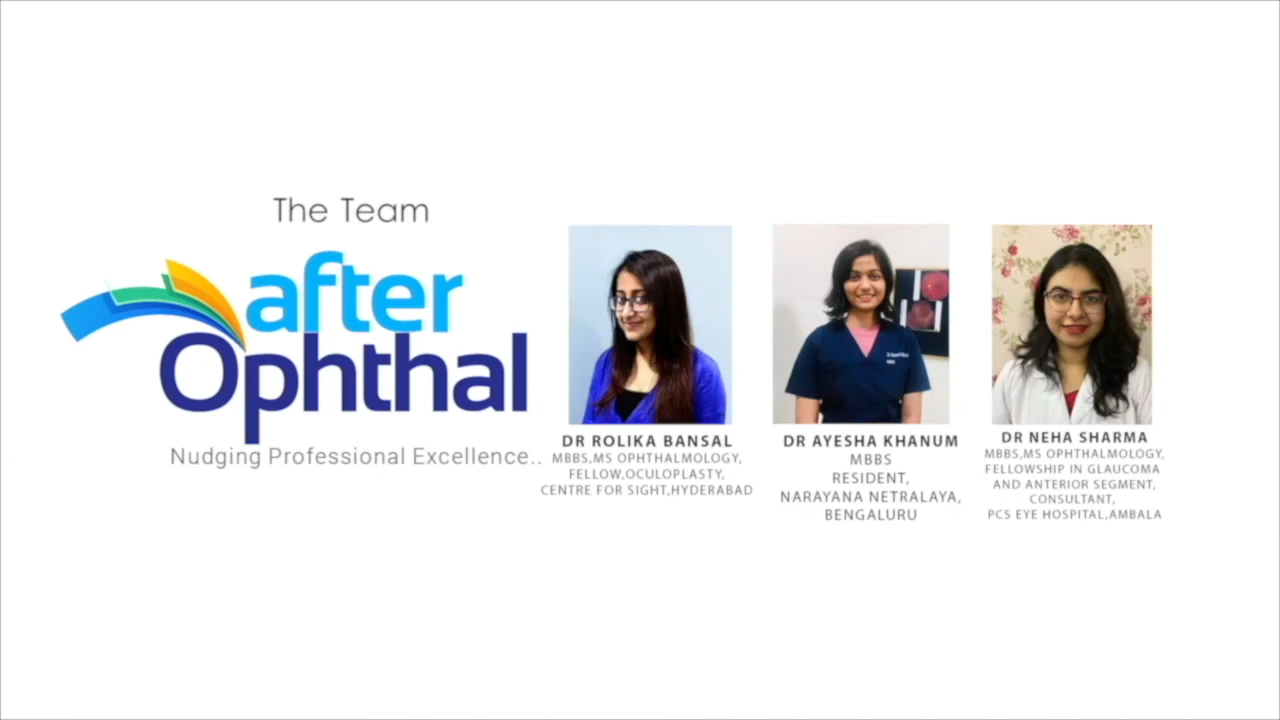 The Team
after
Ophthal
Nudging Professional Excellence..
DR ROLIKA BANSAL
MBBS,MS OPHTHALMOLOGY,
FELLOW,OCULOPLASTY,
CENTRE FOR SIGHT,HYDERABAD
DR AYESHA KHANUM
MBBS
RESIDENT,
NARAYANA NETRALAYA,
BENGALURU
DR NEHA SHARMA
MBBS,MS OPHTHALMOLOGY,
FELLOWSHIP IN GLAUCOMA
AND ANTERIOR SEGMENT,
CONSULTANT,
PCS EYE HOSPITAL,AMBALA